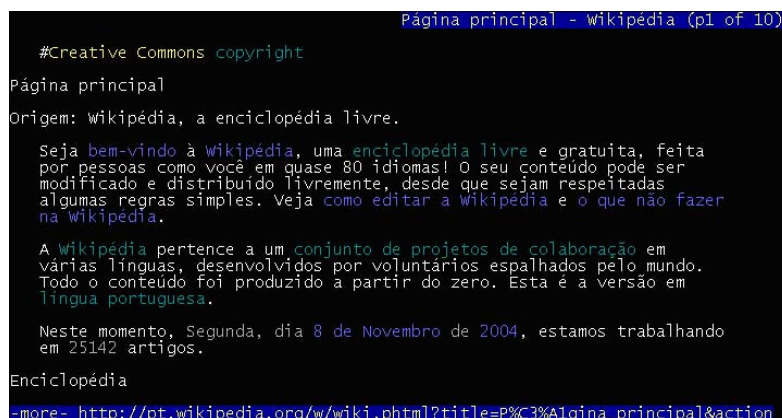 Página principal - Wikipédia (p1 of 10)
#Creative Commons copyright
Página principal
Origem: Wikipédia, a enciclopédia livre.
Seja bem-vindo à Wikipédia, uma enciclopédia livre e gratuita, feita
por pessoas como você em quase 80 idiomas! O seu conteúdo pode ser
modificado e distribuído livremente, desde que sejam respeitadas
algumas regras simples. Veja como editar a Wikipédia e o que não fazer
na Wikipédia.
A Wikipédia pertence a um conjunto de projetos de colaboração em
várias línguas, desenvolvidos por voluntários espalhados pelo mundo.
Todo o conteúdo foi produzido a partir do zero. Esta é a versão em
língua portuguesa.
Neste momento, Segunda, dia 8 de Novembro de 2004, estamos trabalhando
em 25142 artigos.
Enciclopédia
-more- http://pt.wikipedia.org/w/wiki.phtml?title=P%C3%A1gina_principal&action